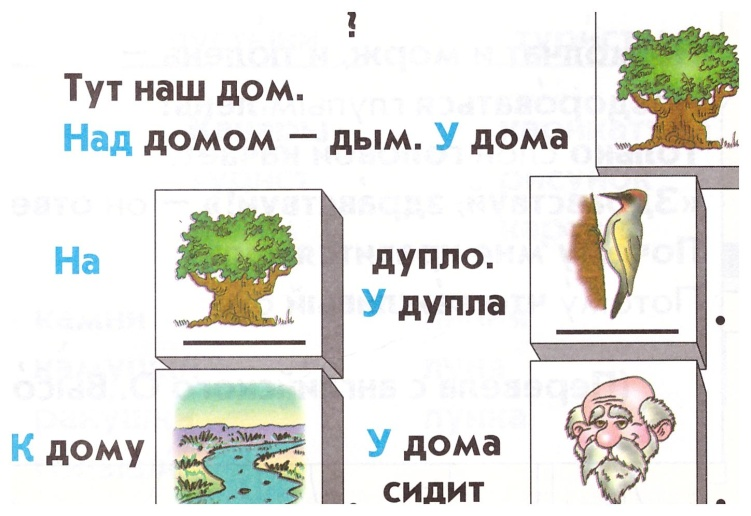 ?
Тут наш дом.
Над домом — дым. У дома
На
дупло.
У дупла
.
К дому
У дома
сидит
.